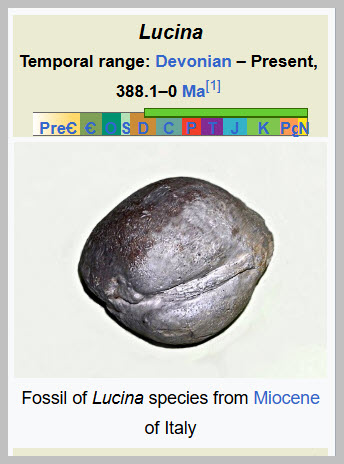 Lucina
Temporal range: Devonian – Present,
388.1–0 Ma[1]
PreꞒ Ꞓ O S D C P T J K Pg N
Fossil of Lucina species from Miocene
of Italy